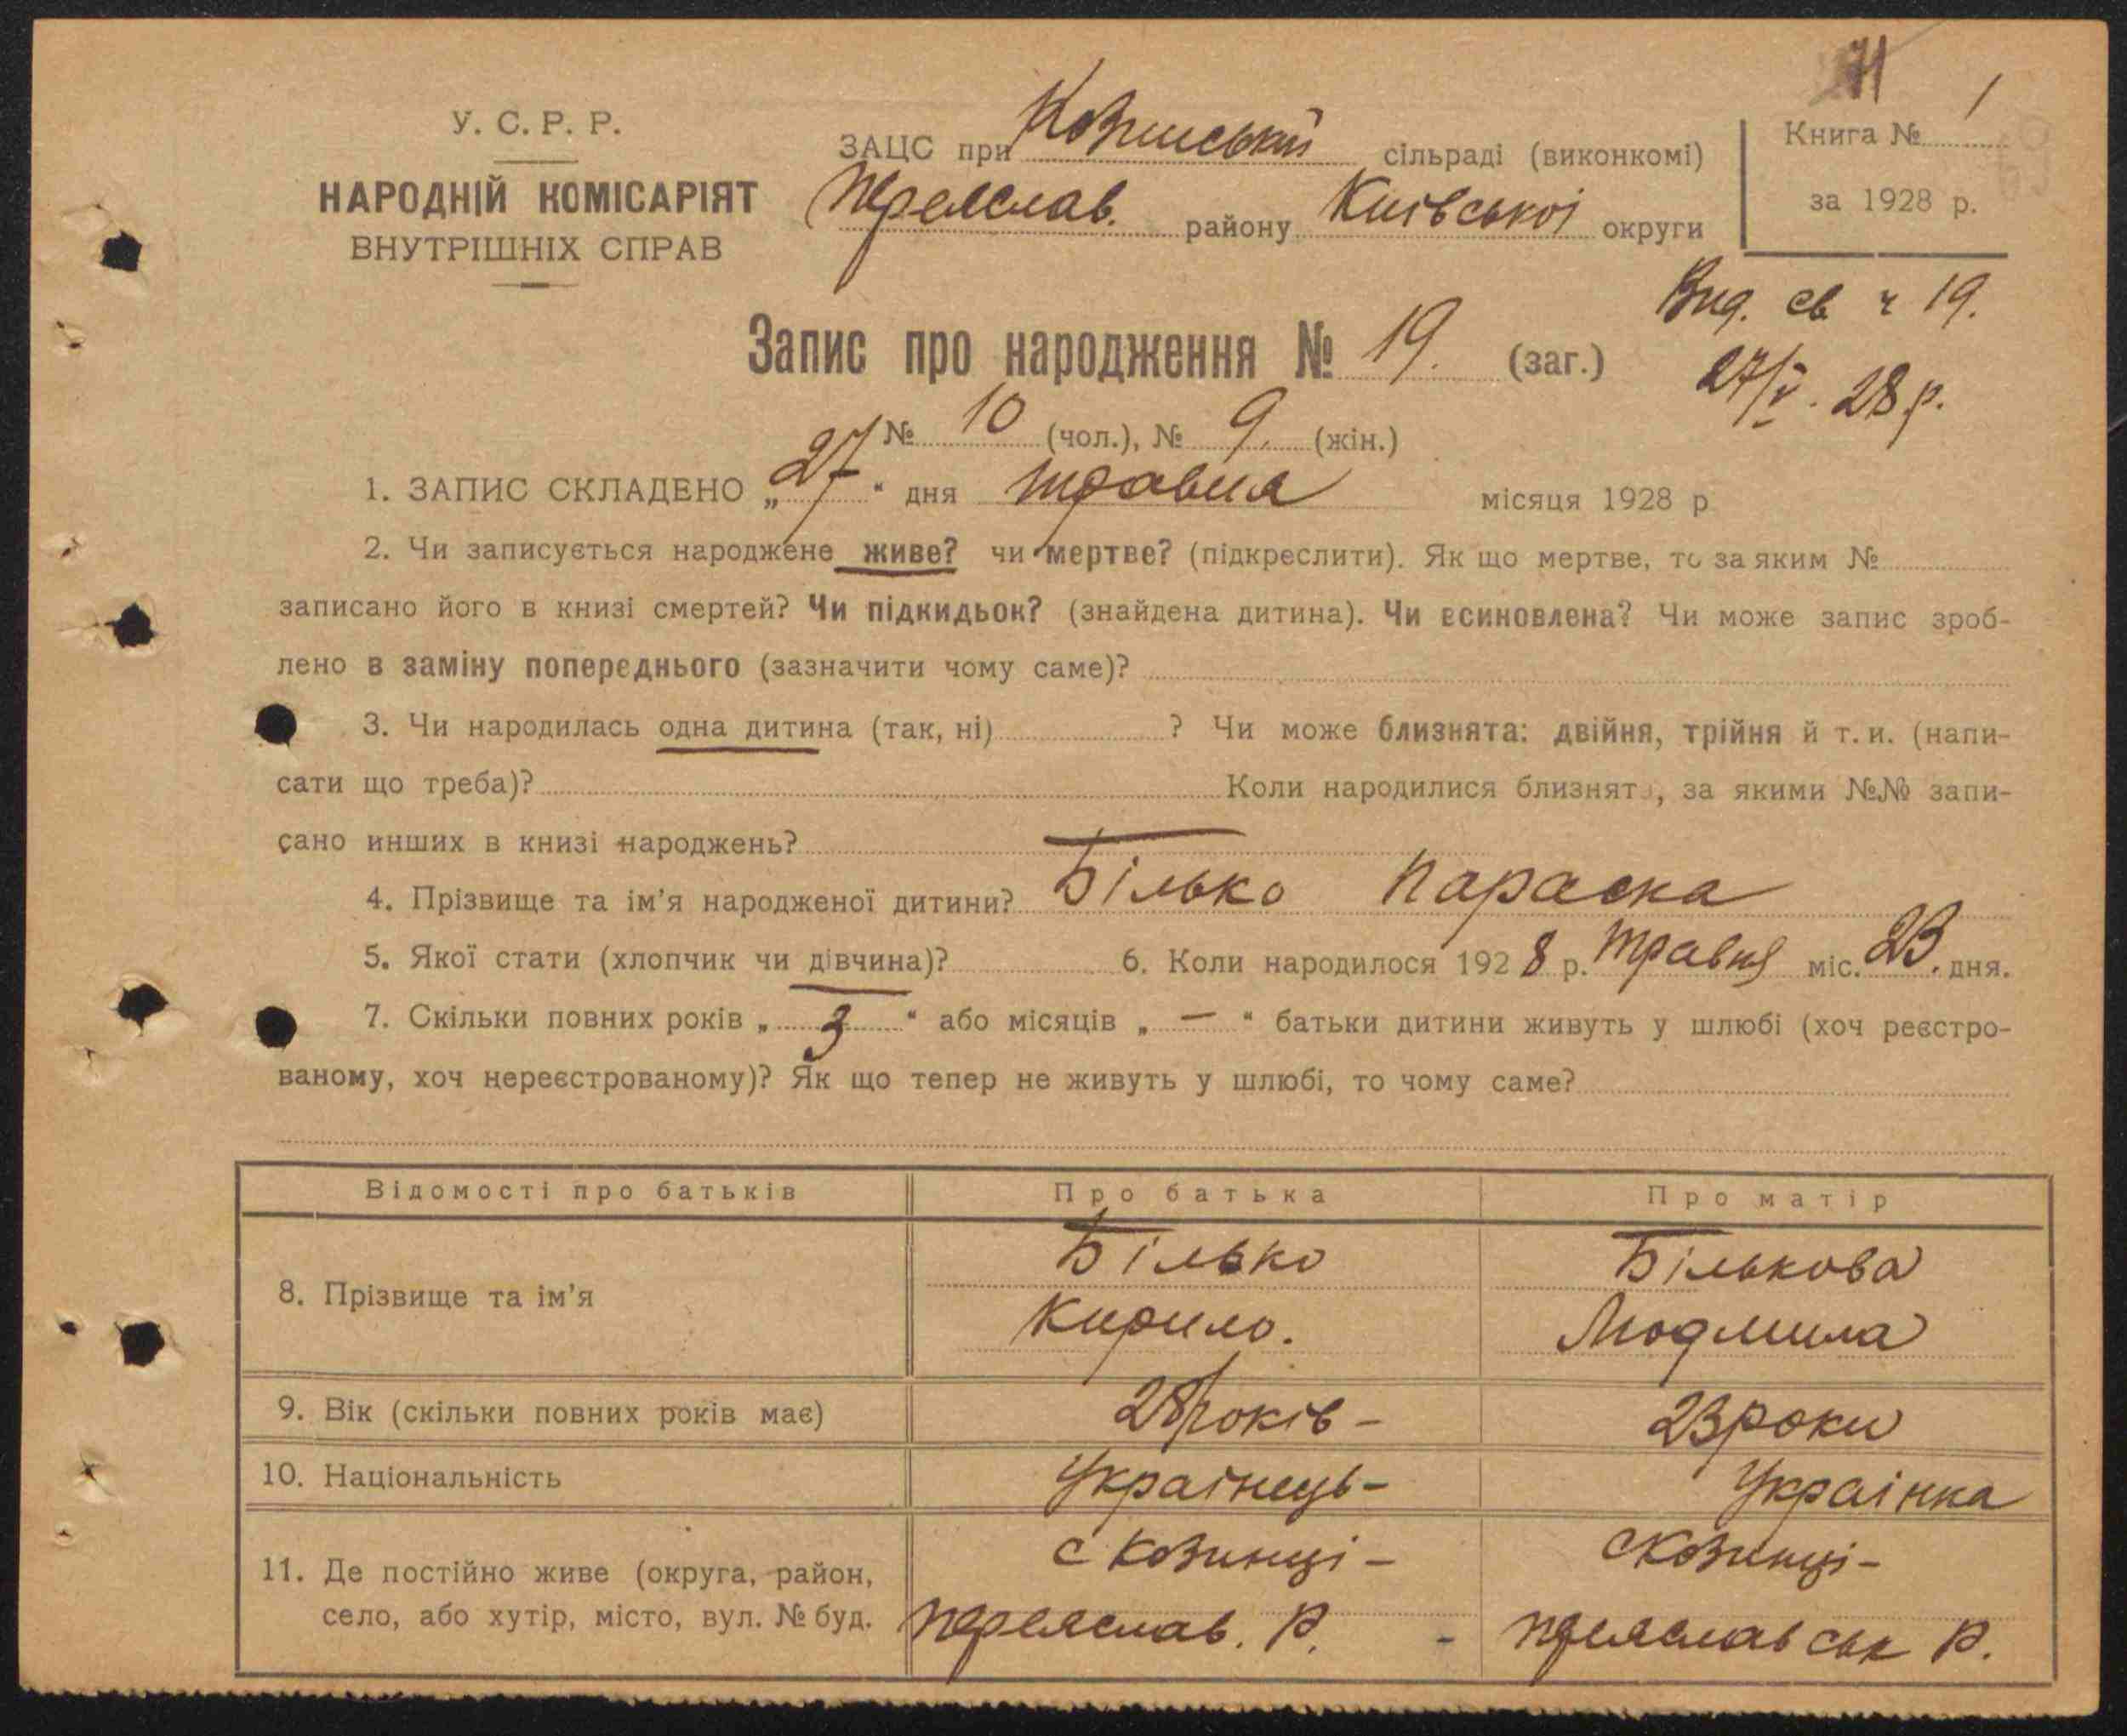 71
У. С. Р. Р.
НАРОДНІЙ КОМІСАРІЯТ
ВНУТРІШНІХ СПРАВ
ЗАЦС при Козинській сільраді (виконкомі)
Переяслав. району Київської округи
Книга № 1
за 1928 р.
Вид. св ч 19.
27/V. 28 р.
Запис про народження № 19. (заг.)
№ 10 (чол.), № 9. (жін.)
1. ЗАПИС СКЛАДЕНО „27“ дня травня місяця 1928 р
2. Чи записується народжене живе? чи мертве? (підкреслити). Як що мертве, то за яким №
записано його в книзі смертей? Чи підкидьок? (знайдена дитина). Чи всиновлена? Чи може запис зроб-
лено в заміну попереднього (зазначити чому саме)?
3. Чи народилась одна дитина (так, ні) ? Чи може близнята: двійня, трійня й т. и. (напи-
сати що треба)? Коли народилися близнята, за якими №№ запи-
сано инших в книзі народжень?
4. Прізвище та ім’я народженої дитини? Білько Параска
5. Якої стати (хлопчик чи дівчина)? 6. Коли народилося 1928 р. Травня міс. 23. дня.
7. Скільки повних років „ 3 “ або місяців „ — “ батьки дитини живуть у шлюбі (хоч реєстро-
ваному, хоч нереєстрованому)? Як що тепер не живуть у шлюбі, то чому саме?
Відомості про батьків Про батька Про матір
8. Прізвище та ім’я
Білько
Кирило.
Бількова
Людмила
9. Вік (скільки повних років має) 28 років – 23 роки
10. Національність Украінець – Украінка
11. Де постійно живе (округа, район,
село, або хутір, місто, вул. № буд.
с Козинці –
Переяслав. Р. -
с Козинці –
Переяславськ Р.